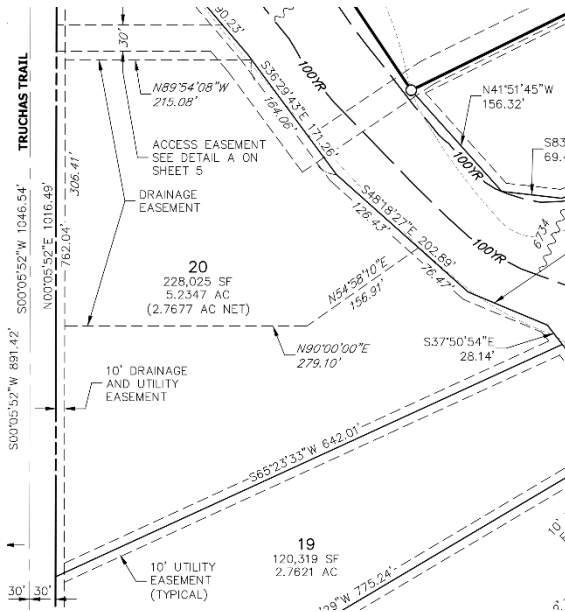 90.23'
30'
S36°29'43"E 171.26'
164.06'
100YR
N89°54'08"W
215.08'
N41°51'45"W
156.32'
S83
69.4
100YR
TRUCHAS TRAIL
ACCESS EASEMENT
SEE DETAIL A ON
SHEET 5
DRAINAGE
EASEMENT
306.41'
S00°05'52"W 1046.54'
N00°05'52"E 1016.49'
762.04'
S48°18'27"E 202.89'
126.43'
76.47'
100YR
6734
20
228,025 SF
5.2347 AC
(2.7677 AC NET)
N54°58'10"E
156.91'
N90°00'00"E
279.10'
S37°50'54"E
28.14'
S00°05'52"W 891.42'
10' DRAINAGE
AND UTILITY
EASEMENT
S65°23'33"W 642.01'
19
120,319 SF
2.7621 AC
10' UTILITY
EASEMENT
(TYPICAL)
'29"W 775.24'
10'
30'
30'